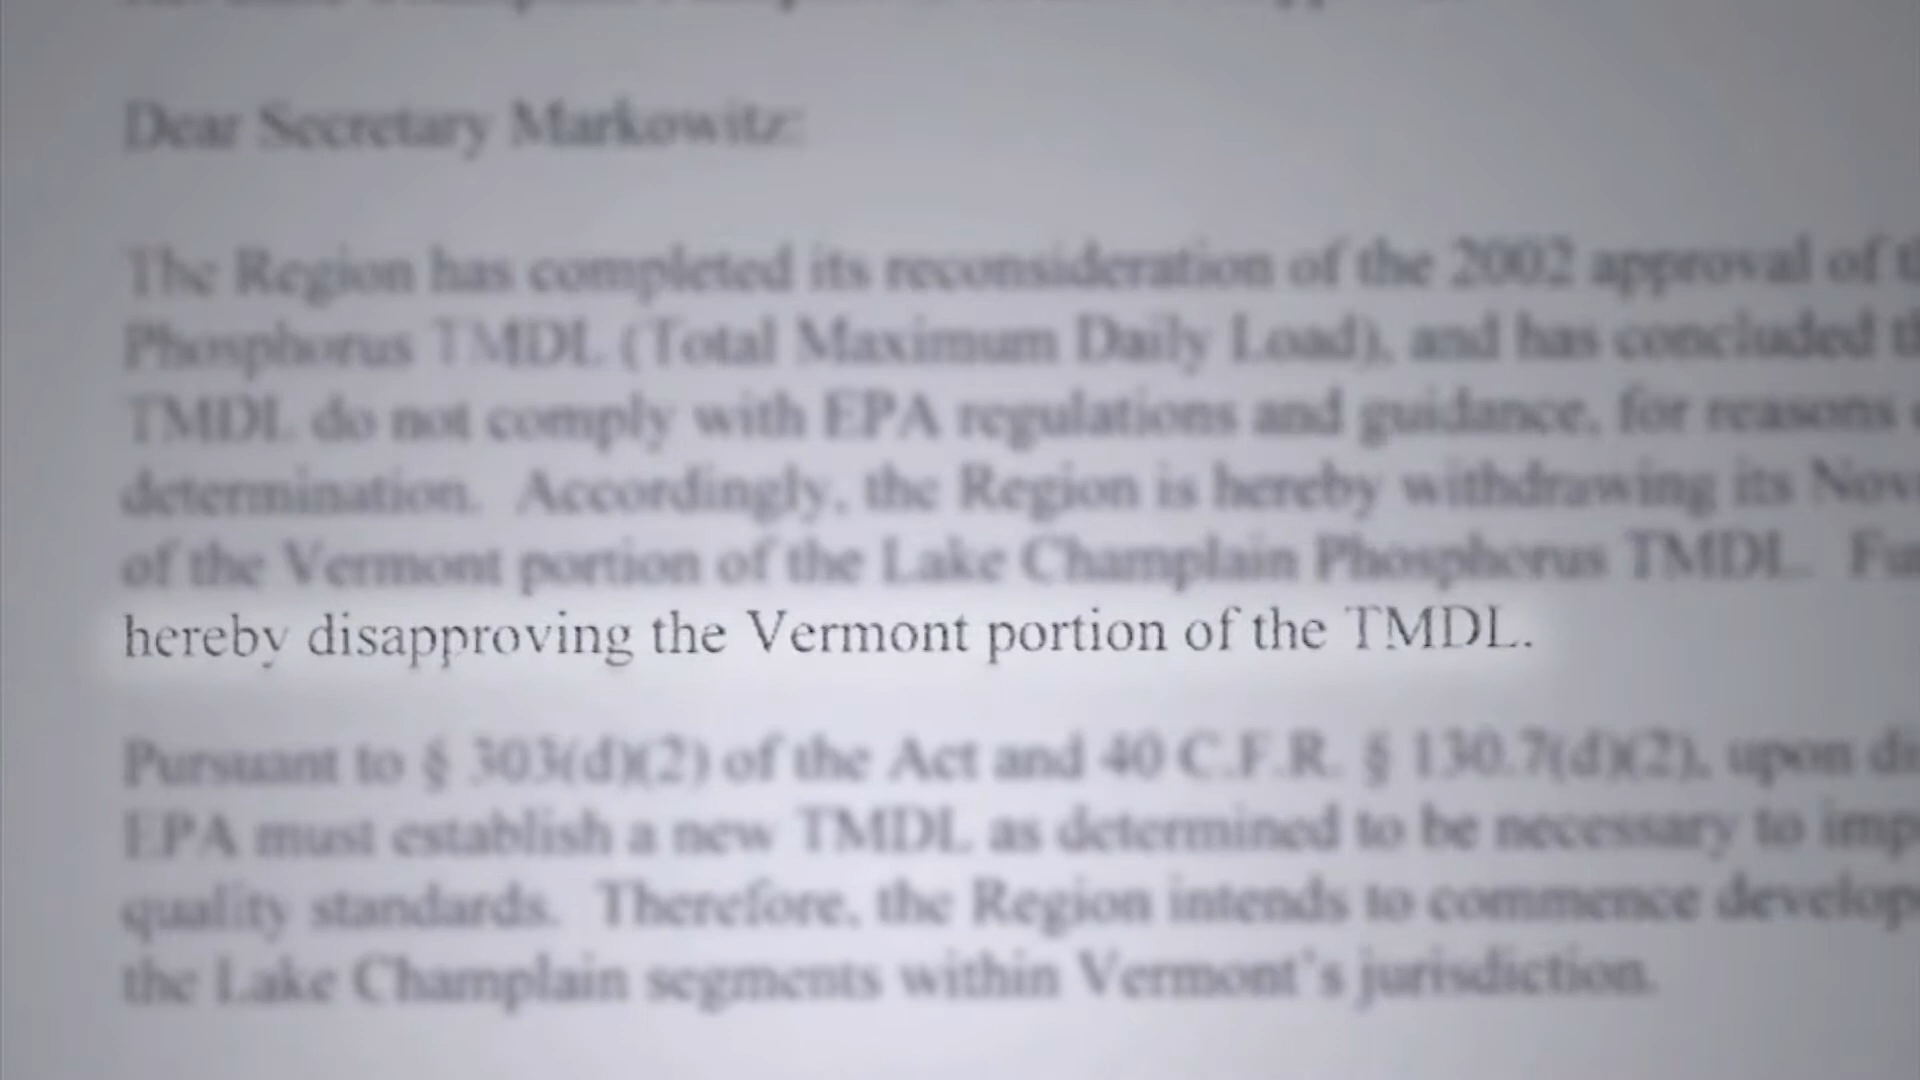 Dear Secretary Markowitz:
The Region has completed its reconsideration of the 2002 approval of
Phosphorus TMDL (Total Maximum Daily Load), and has concluded
TMDL do not comply with EPA regulations and guidance, for reasons
determination. Accordingly, the Region is hereby withdrawing its
of the Vermont portion of the Lake Champlain Phosphorus TMDL.
hereby disapproving the Vermont portion of the TMDL.
Pursuant to § 303(d)(2) of the Act and 40 C.F.R. § 130.7(d)(2), upon
EPA must establish a new TMDL as determined to be necessary to
quality standards. Therefore, the Region intends to commence
the Lake Champlain segments within Vermont's jurisdiction.